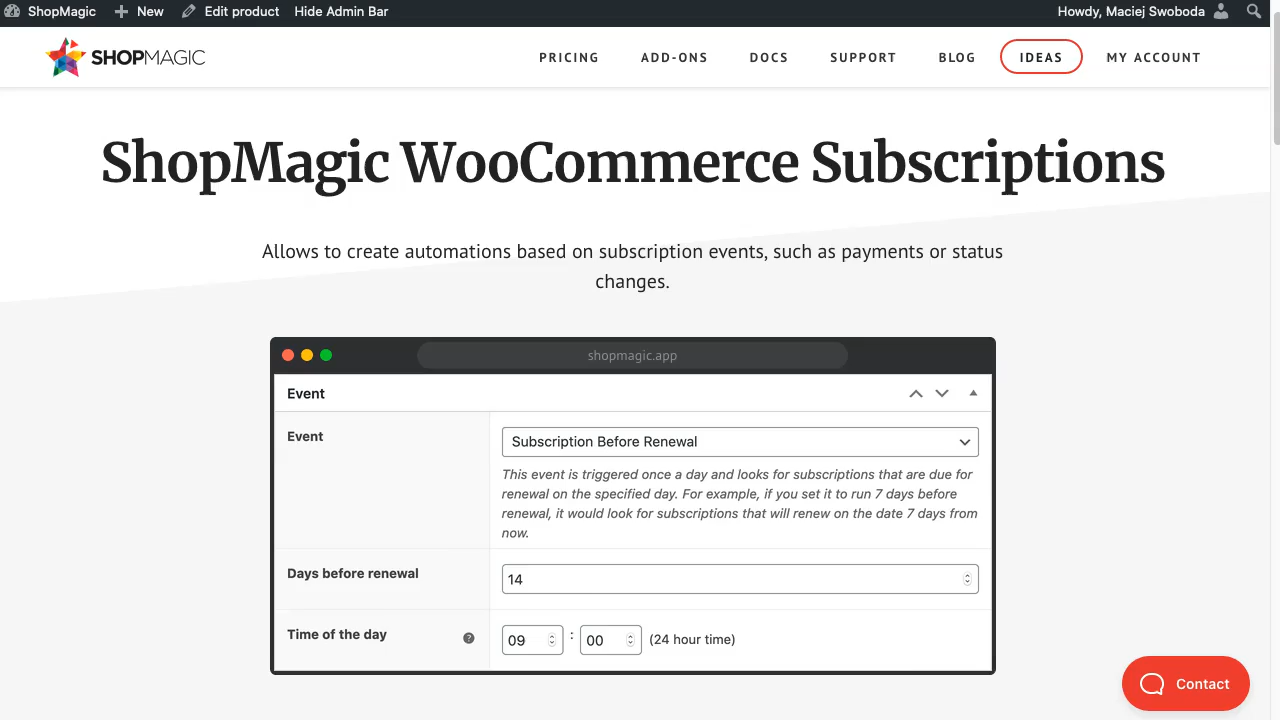 ShopMagic New Edit product Hide Admin Bar Howdy, Maciej Swoboda
SHOPMAGIC PRICING ADD-ONS DOCS SUPPORT BLOG IDEAS MY ACCOUNT
ShopMagic WooCommerce Subscriptions
Allows to create automations based on subscription events, such as payments or status
changes.
shopmagic.app
Event
Event
Subscription Before Renewal
This event is triggered once a day and looks for subscriptions that are due for
renewal on the specified day. For example, if you set it to run 7 days before
renewal, it would look for subscriptions that will renew on the date 7 days from
now.
Days before renewal
14
Time of the day ? 09 : 00 (24 hour time)
Contact